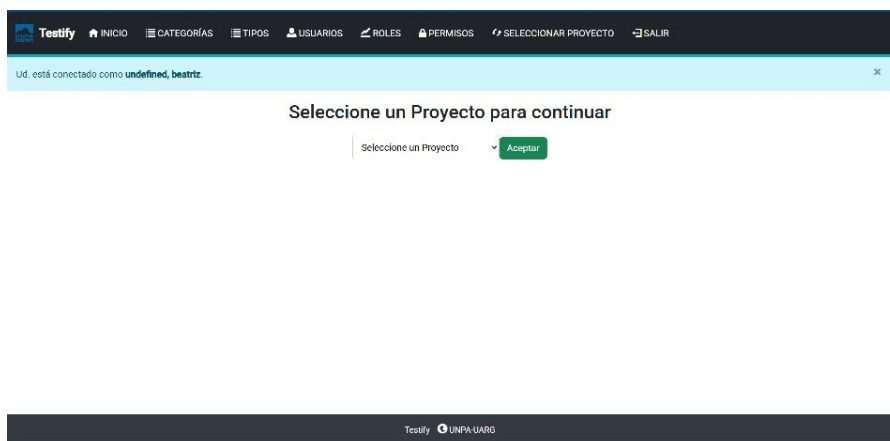 Testify INICIO CATEGORÍAS TIPOS USUARIOS ROLES PERMISOS SELECCIONAR PROYECTO SALIR
Ud. está conectado como undefined, beatriz. ×
Seleccione un Proyecto para continuar
Seleccione un Proyecto Aceptar
Testify UNPA-UARG